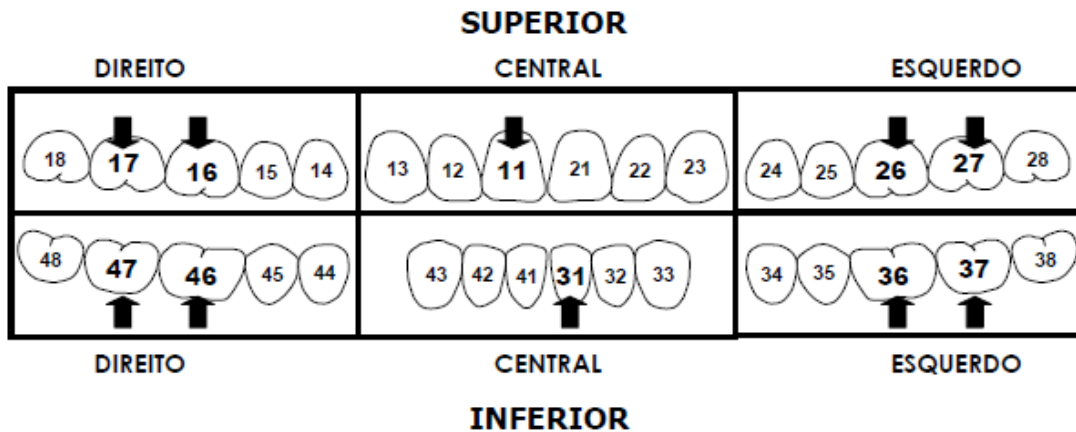 SUPERIOR
DIREITO CENTRAL ESQUERDO
18 17 16 15 14 13 12 11 21 22 23 24 25 26 27 28
48 47 46 45 44 43 42 41 31 32 33 34 35 36 37 38
DIREITO CENTRAL ESQUERDO
INFERIOR